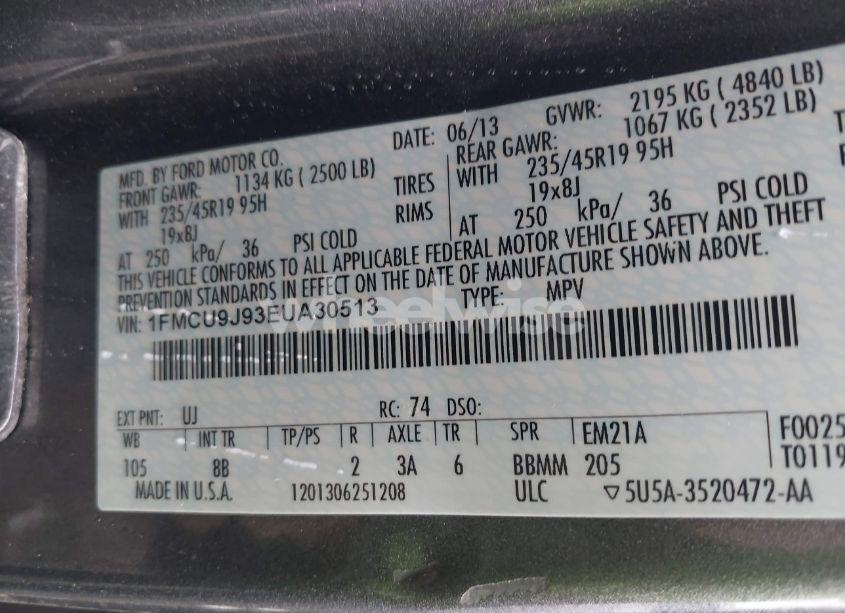 MFD. BY FORD MOTOR CO.
DATE: 06/13
GVWR: 2195 KG ( 4840 LB)
FRONT GAWR: 1134 KG ( 2500 LB)
REAR GAWR: 1067 KG ( 2352 LB)
WITH 235/45R19 95H TIRES WITH 235/45R19 95H
19x8J RIMS 19x8J
AT 250 kPa/ 36 PSI COLD AT 250 kPa/ 36 PSI COLD
THIS VEHICLE CONFORMS TO ALL APPLICABLE FEDERAL MOTOR VEHICLE SAFETY AND THEFT
PREVENTION STANDARDS IN EFFECT ON THE DATE OF MANUFACTURE SHOWN ABOVE.
VIN: 1FMCU9J93EUA30513 TYPE: MPV
wheelwise
EXT PNT: UJ RC: 74 DSO:
WB INT TR TP/PS R AXLE TR SPR EM21A F0025
105 8B 2 3A 6 BBMM 205 T0119
MADE IN U.S.A. 1201306251208 ULC ▽5U5A-3520472-AA